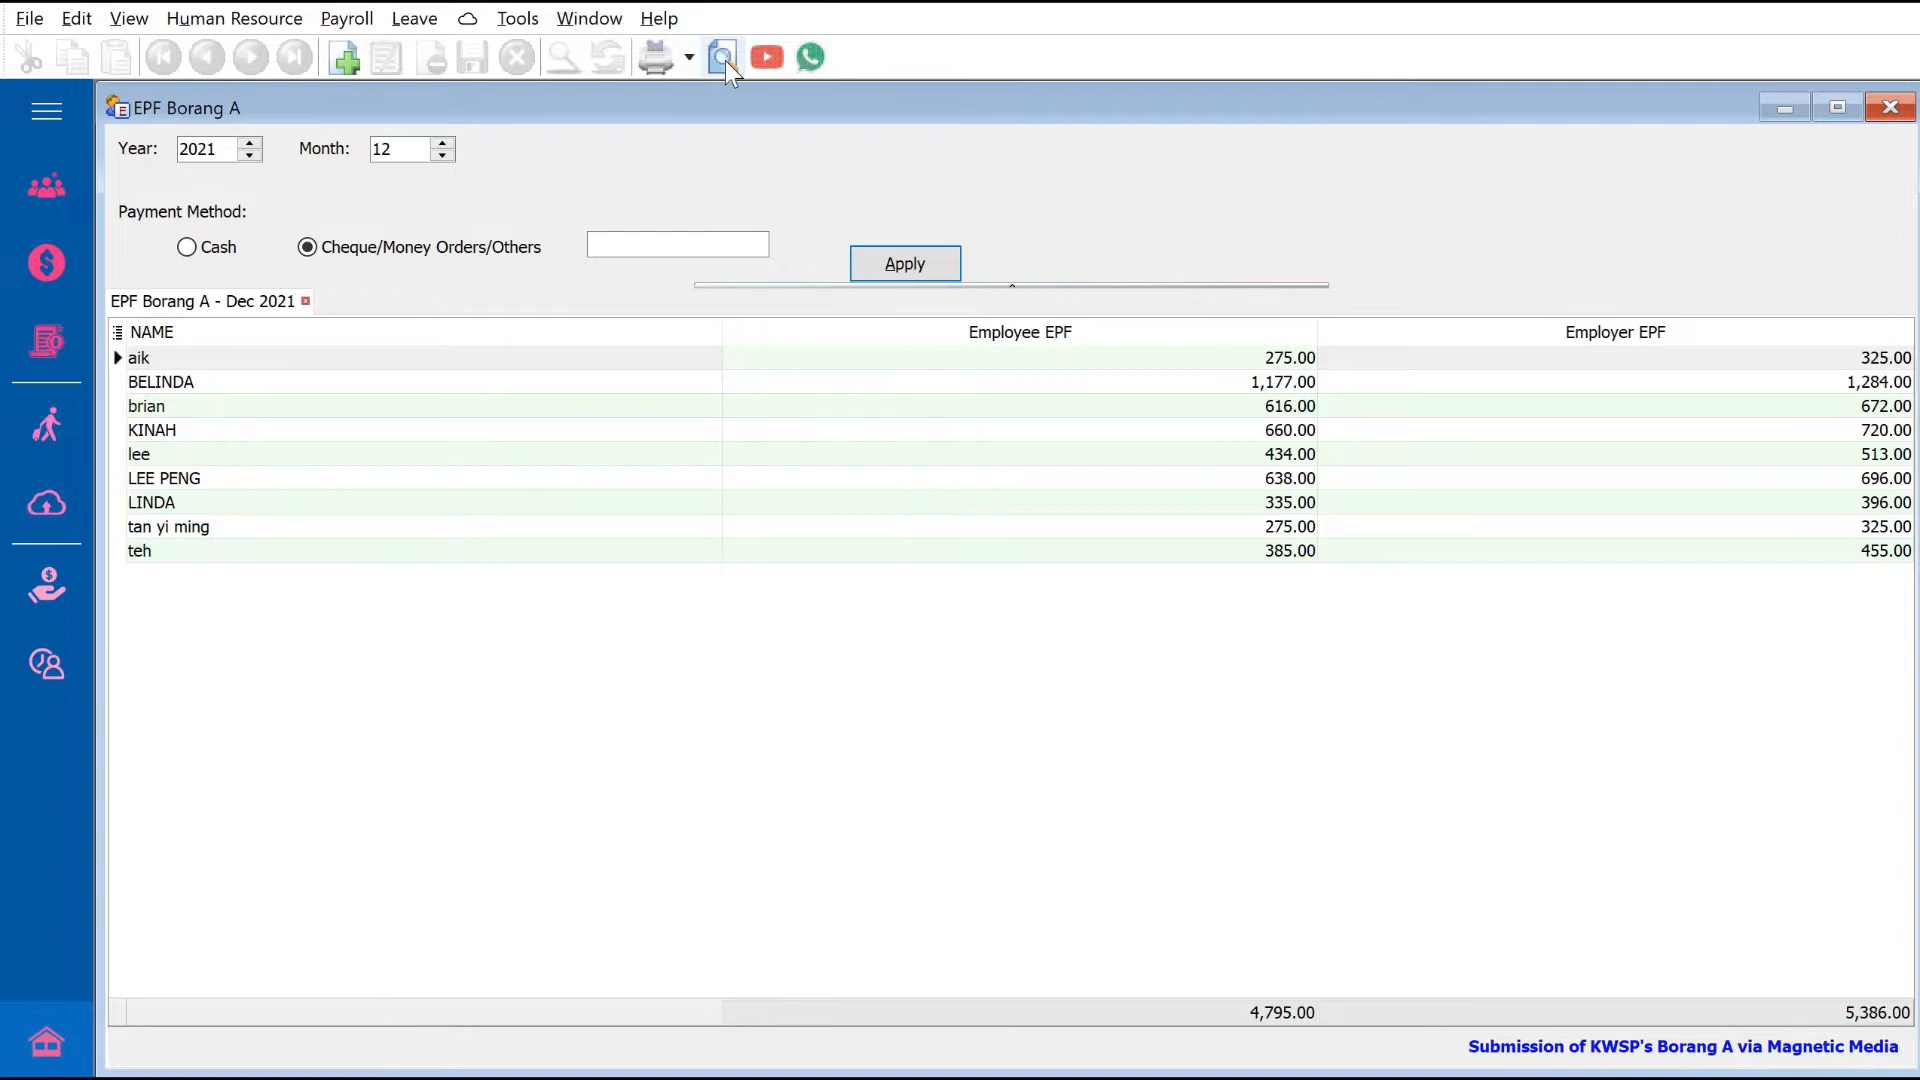 File Edit View Human Resource Payroll Leave Tools Window Help
EPF Borang A
Year: 2021 Month: 12
Payment Method:
Cash Cheque/Money Orders/Others
Apply
EPF Borang A - Dec 2021
NAME Employee EPF Employer EPF
aik 275.00 325.00
BELINDA 1,177.00 1,284.00
brian 616.00 672.00
KINAH 660.00 720.00
lee 434.00 513.00
LEE PENG 638.00 696.00
LINDA 335.00 396.00
tan yi ming 275.00 325.00
teh 385.00 455.00
4,795.00 5,386.00
Submission of KWSP's Borang A via Magnetic Media